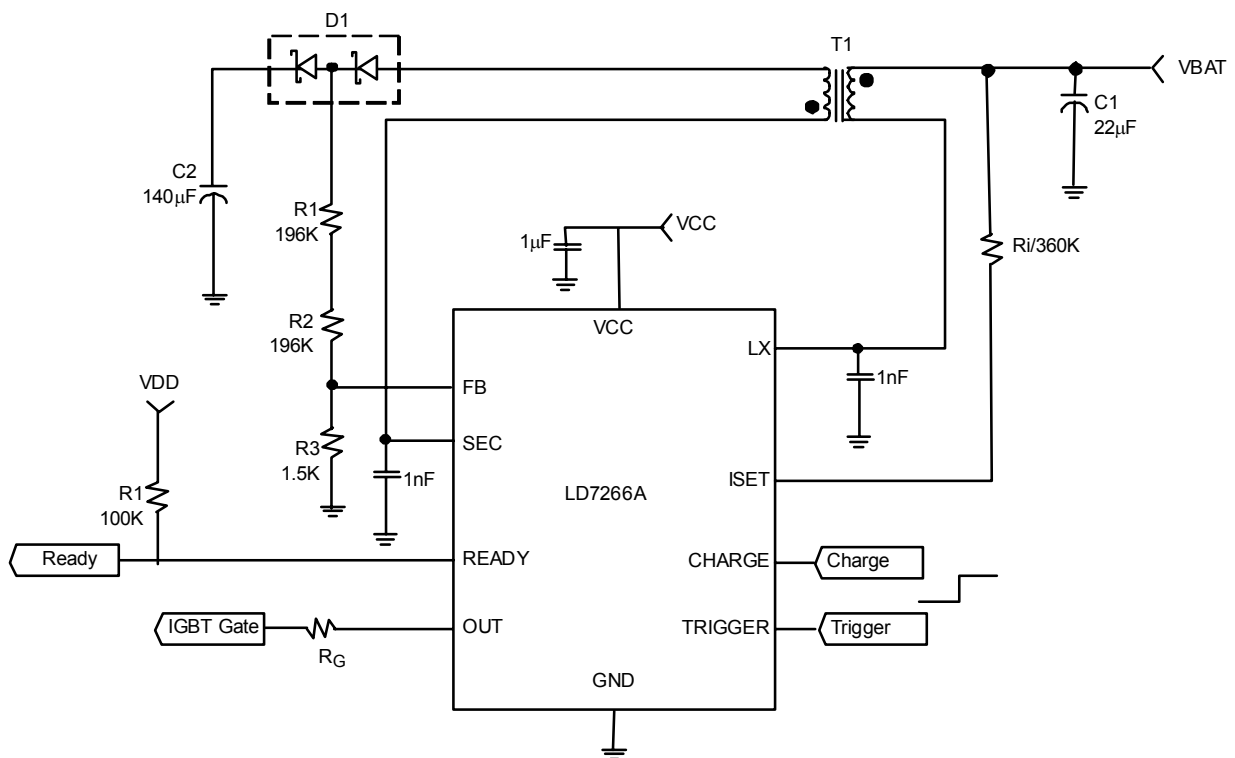 D1
T1
VBAT
C1
22μF
C2
140μF
R1
196K
VCC
1μF
Ri/360K
R2
196K
VCC
LX
VDD
1nF
FB
R3
1.5K
SEC
1nF
ISET
LD7266A
R1
100K
Ready
READY
CHARGE
Charge
IGBT Gate
OUT
TRIGGER
Trigger
RG
GND